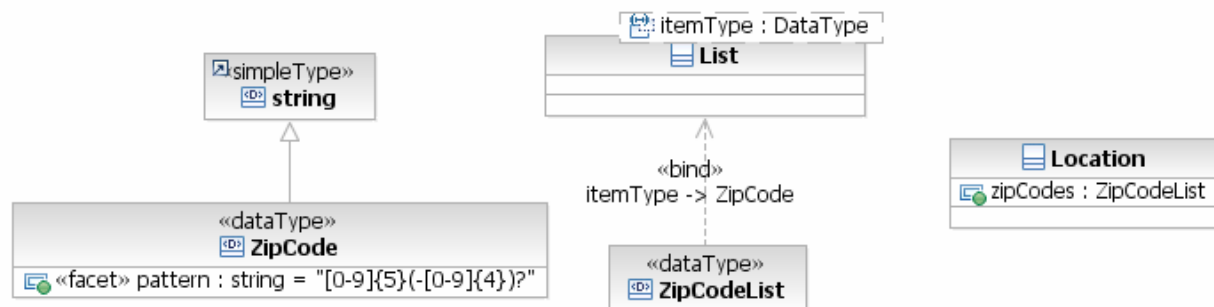 itemType : DataType
List
«simpleType»
string
«bind»
itemType -> ZipCode
Location
zipCodes : ZipCodeList
«dataType»
ZipCode
«facet» pattern : string = "[0-9]{5}(-[0-9]{4})?"
«dataType»
ZipCodeList